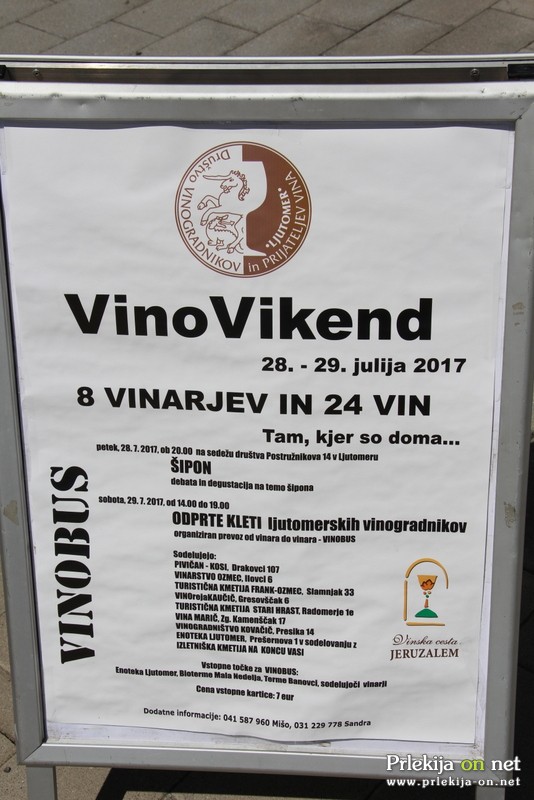 Društvo VINOGRADNIKOV in PRIJATELJEV VINA
•LJUTOMER•
VinoVikend
28. - 29. julija 2017
8 VINARJEV IN 24 VIN
Tam, kjer so doma...
petek, 28. 7. 2017, ob 20.00 na sedežu društva Postružnikova 14 v Ljutomeru
ŠIPON
debata in degustacija na temo šipona
sobota, 29. 7. 2017, od 14.00 do 19.00
ODPRTE KLETI ljutomerskih vinogradnikov
organiziran prevoz od vinarja do vinarja - VINOBUS
VINOBUS
Sodelujejo:
PIVIČAN - KOSI, Drakovci 107
VINARSTVO OZMEC, Ilovci 6
TURISTIČNA KMETIJA FRANK-OZMEC, Slamnjak 33
VINOrejaKAUČIČ, Gresovščak 6
TURISTIČNA KMETIJA STARI HRAST, Radomerje 1e
VINA MARIČ, Zg. Kamenščak 17
VINOGRADNIŠTVO KOVAČIČ, Presika 14
ENOTEKA LJUTOMER, Prešernova 1 v sodelovanju z
IZLETNIŠKA KMETIJA NA KONCU VASI
Vinska cesta
JERUZALEM
Vstopne točke za VINOBUS:
Enoteka Ljutomer, Bioterme Mala Nedelja, Terme Banovci, sodelujoči vinarji
Cena vstopne kartice: 7 eur
Dodatne informacije: 041 587 960 Mišo, 031 229 778 Sandra
Prlekija on net
www.prlekija-on.net